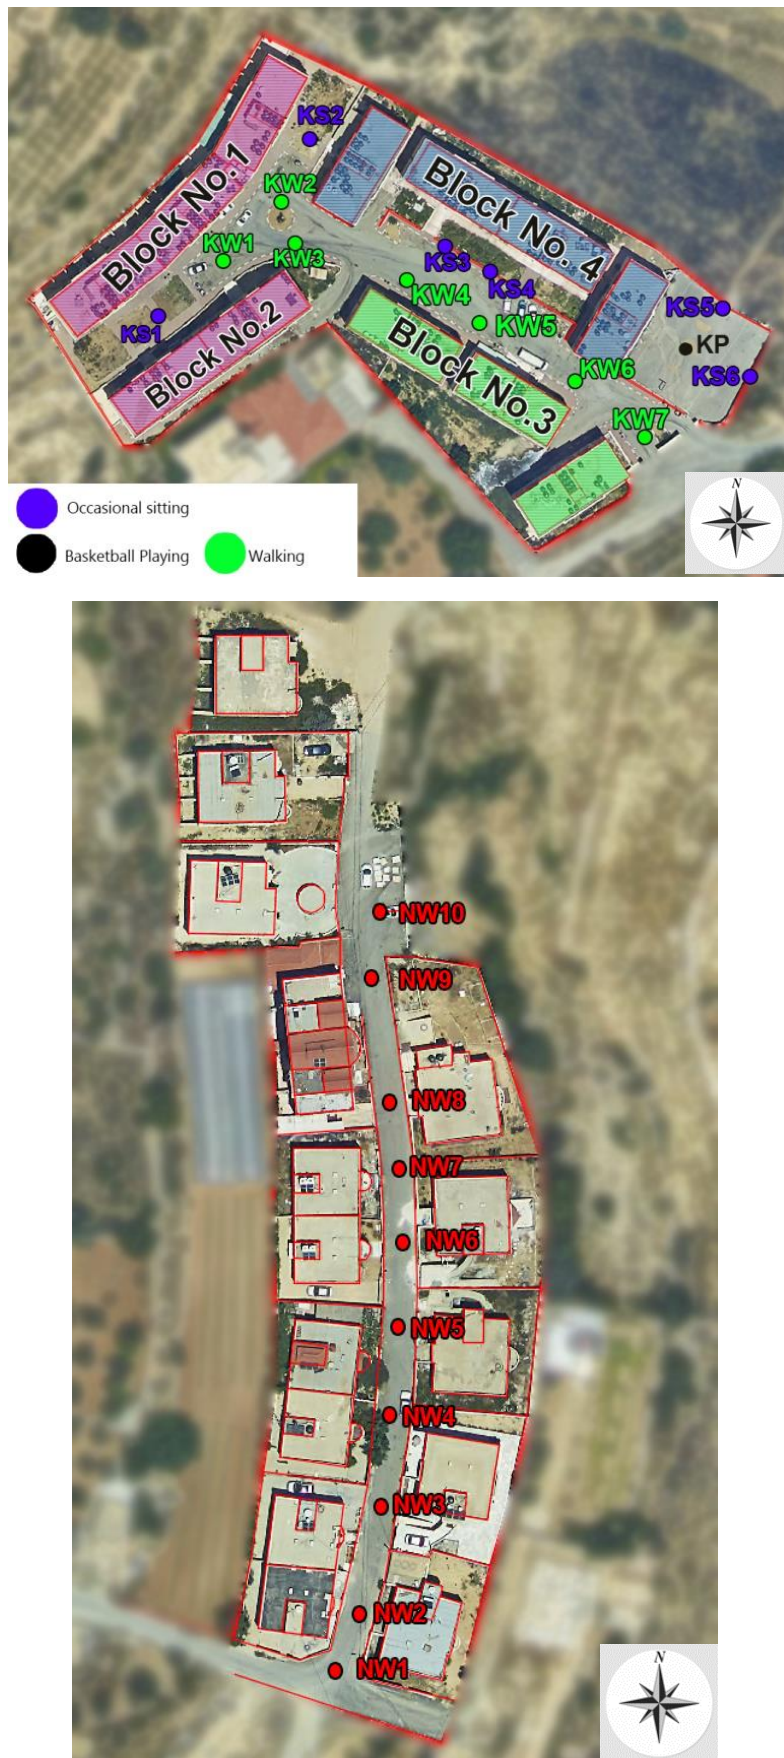 KS2
Block No.1
KW2
Block No. 4
KW1
KW3
KS3
KS4
KW4
KS5
KS1
Block No.2
KW5
KP
Block No.3
KW6
KS6
KW7
N
Occasional sitting
Basketball Playing
Walking
NW10
NW9
NW8
NW7
NW6
NW5
NW4
NW3
NW2
NW1
N